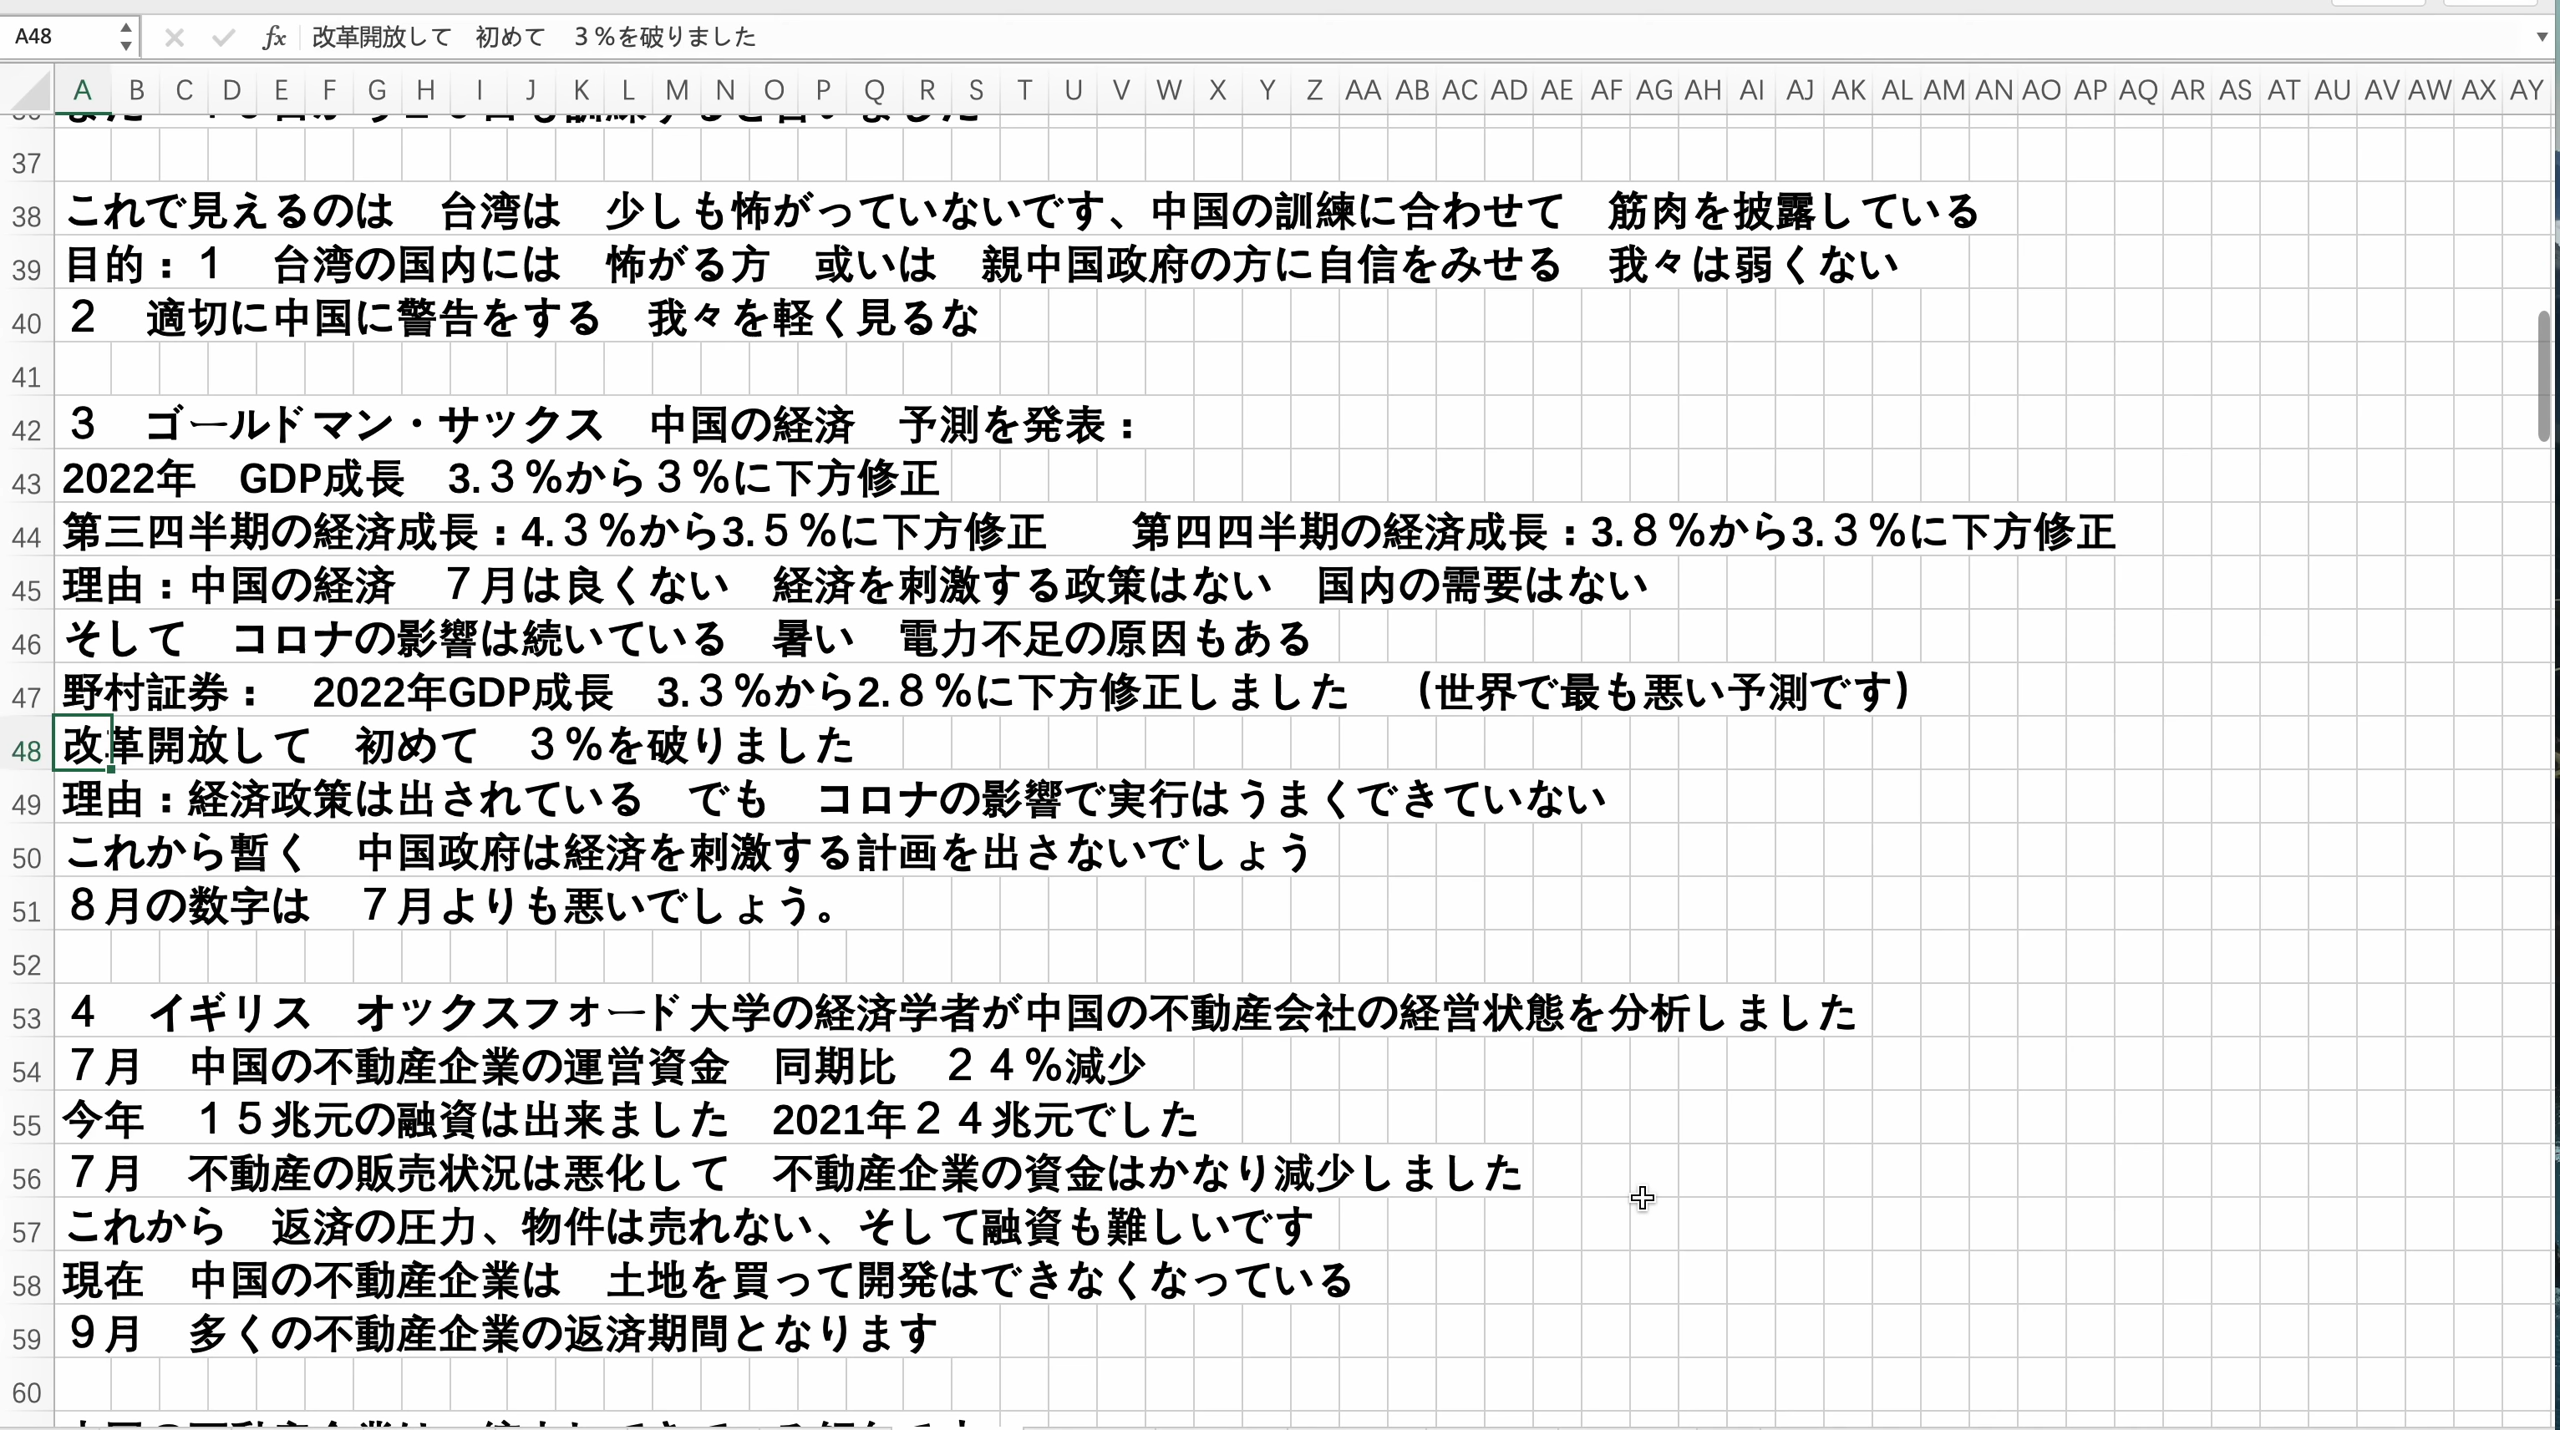 A48 fx 改革開放して　初めて　３％を破りました
A B C D E F G H I J K L M N O P Q R S T U V W X Y Z AA AB AC AD AE AF AG AH AI AJ AK AL AM AN AO AP AQ AR AS AT AU AV AW AX AY
37
38 これで見えるのは　台湾は　少しも怖がっていないです、中国の訓練に合わせて　筋肉を披露している
39 目的：１　台湾の国内には　怖がる方　或いは　親中国政府の方に自信をみせる　我々は弱くない
40 ２　適切に中国に警告をする　我々を軽く見るな
41
42 ３　ゴールドマン・サックス　中国の経済　予測を発表：
43 2022年　GDP成長　3.３％から３％に下方修正
44 第三四半期の経済成長：4.３％から3.５％に下方修正　　第四四半期の経済成長：3.８％から3.３％に下方修正
45 理由：中国の経済　７月は良くない　経済を刺激する政策はない　国内の需要はない
46 そして　コロナの影響は続いている　暑い　電力不足の原因もある
47 野村証券：　2022年GDP成長　3.３％から2.８％に下方修正しました　（世界で最も悪い予測です）
48 改革開放して　初めて　３％を破りました
49 理由：経済政策は出されている　でも　コロナの影響で実行はうまくできていない
50 これから暫く　中国政府は経済を刺激する計画を出さないでしょう
51 ８月の数字は　７月よりも悪いでしょう。
52
53 ４　イギリス　オックスフォード大学の経済学者が中国の不動産会社の経営状態を分析しました
54 ７月　中国の不動産企業の運営資金　同期比　２４％減少
55 今年　１５兆元の融資は出来ました　2021年２４兆元でした
56 ７月　不動産の販売状況は悪化して　不動産企業の資金はかなり減少しました
57 これから　返済の圧力、物件は売れない、そして融資も難しいです
58 現在　中国の不動産企業は　土地を買って開発はできなくなっている
59 ９月　多くの不動産企業の返済期間となります
60